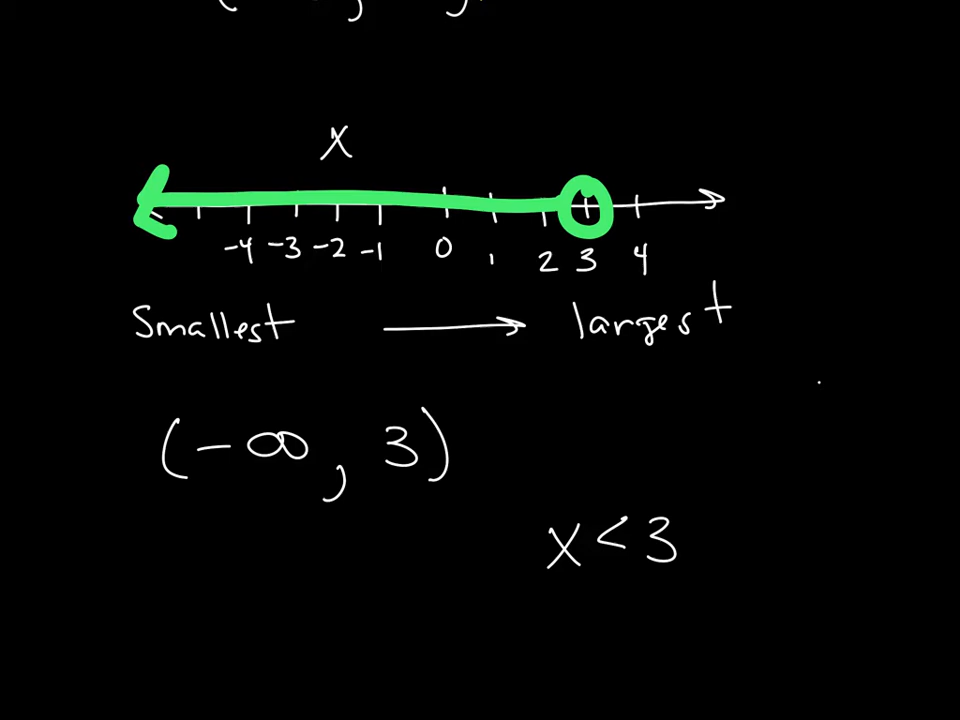 x
-4 -3 -2 -1 0 1 2 3 4
Smallest → largest
(-∞, 3)
x < 3